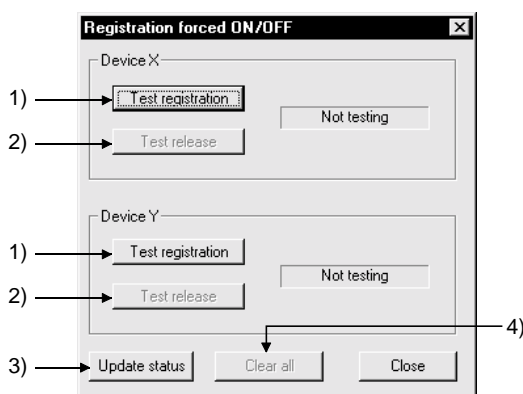 Registration forced ON/OFF
Device X
1)
Test registration
Not testing
2)
Test release
Device Y
1)
Test registration
Not testing
2)
Test release
4)
3)
Update status
Clear all
Close